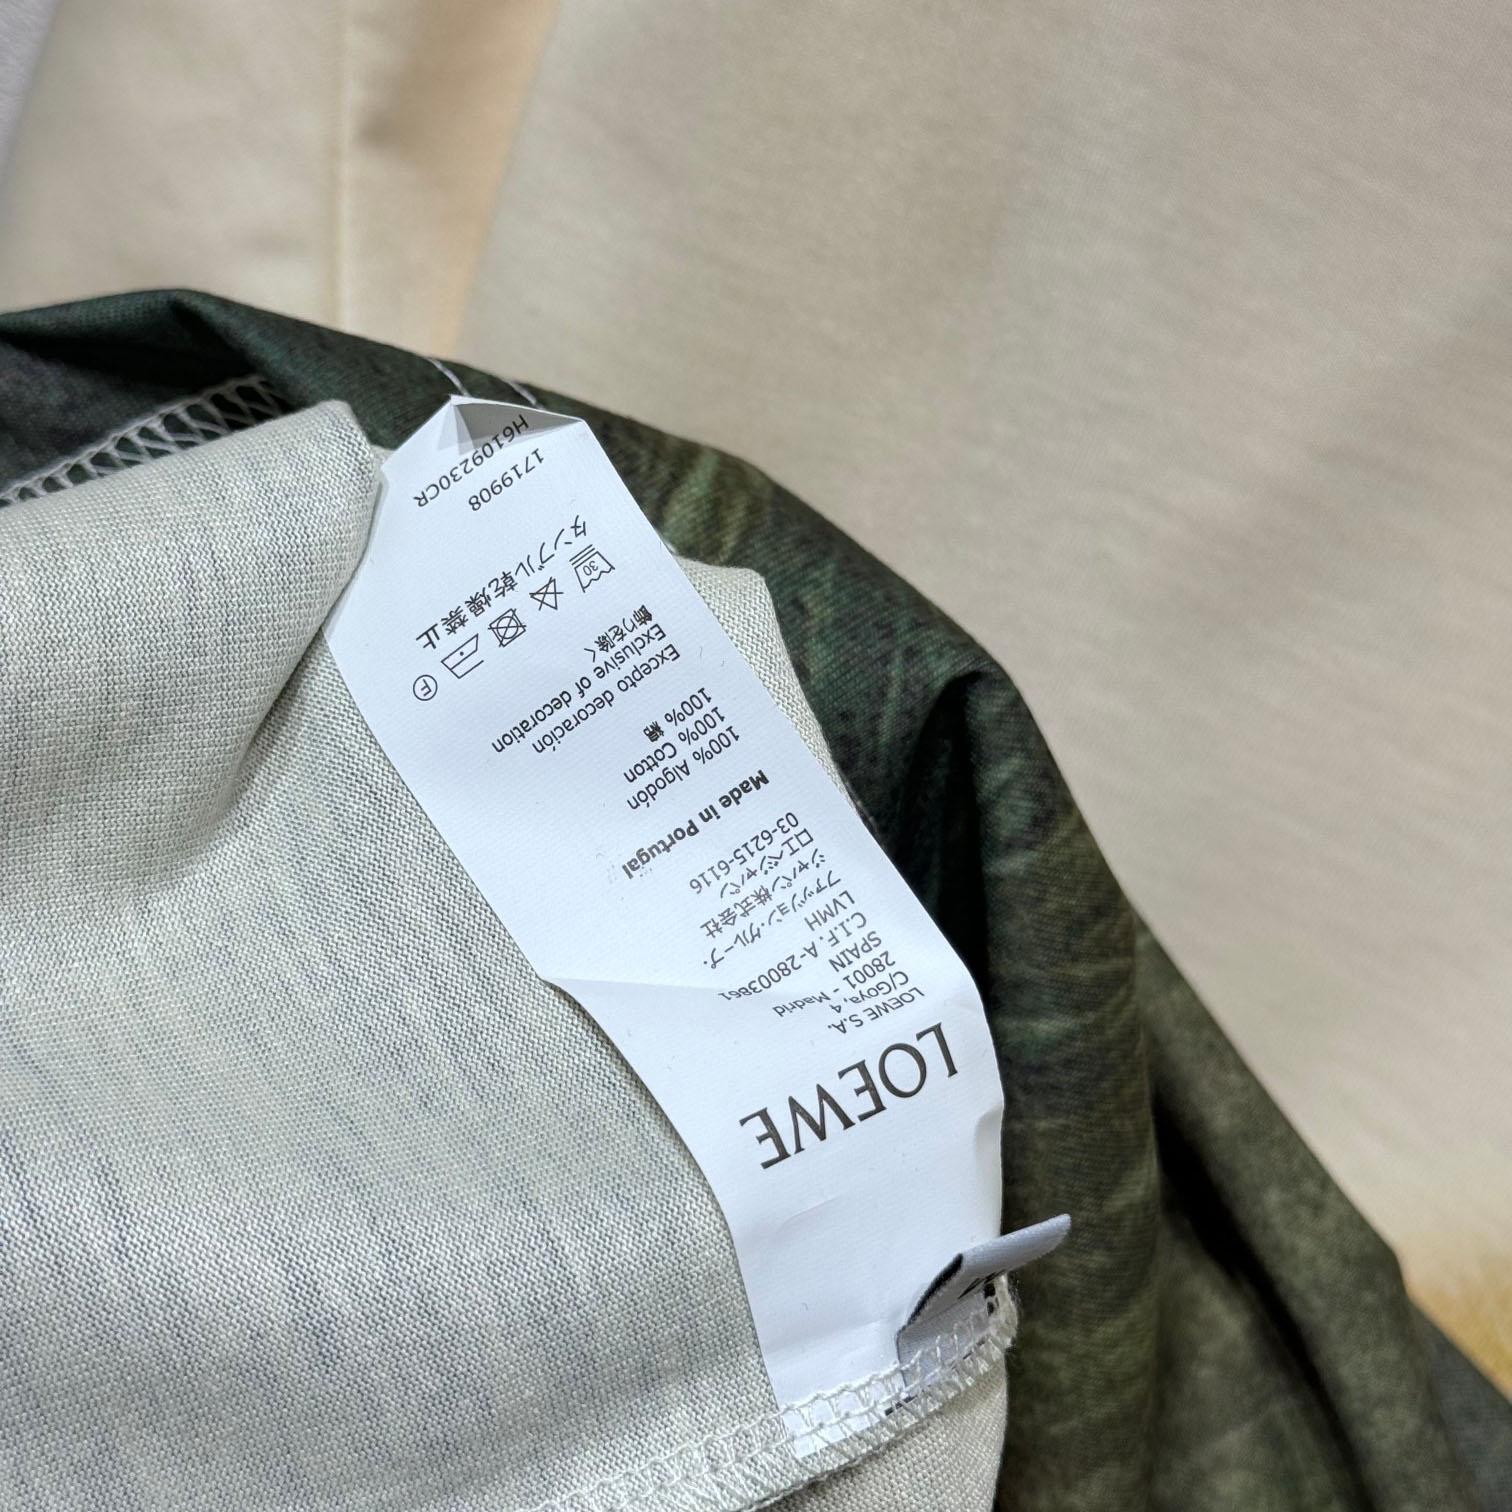 LOEWE
LOEWE S.A.
C/Goya, 4
28001 - Madrid
SPAIN
C.I.F. A-28003861
LVMH
ファッション・グループ・
ジャパン株式会社
ロエベジャパン
03-6215-6116
Made in Portugal
100% Algodón
100% Cotton
100% 綿
Excepto decoración
Exclusive of decoration
飾りを除く
30
F
タンブル乾燥禁止
1719908
H6109230CR